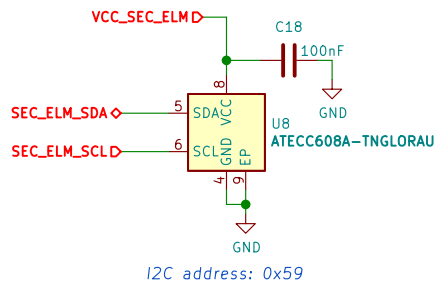 VCC_SEC_ELM
C18
100nF
GND
8
VCC
SEC_ELM_SDA
5
SDA
U8
ATECC608A-TNGLORAU
SEC_ELM_SCL
6
SCL
GND
EP
4
9
GND
I2C address: 0x59